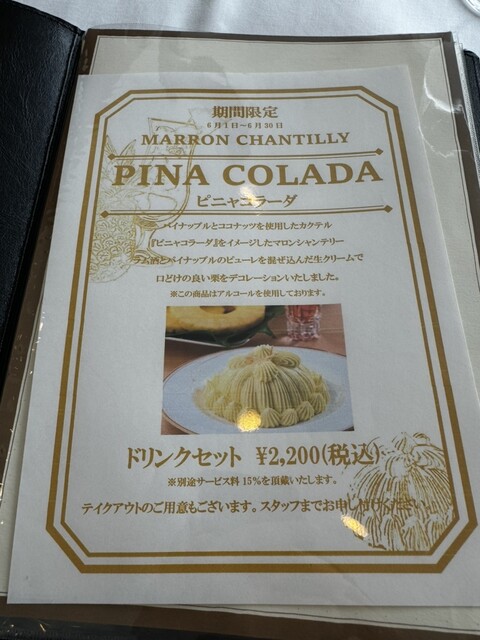 期間限定
6月1日～6月30日
MARRON CHANTILLY
PINA COLADA
ピニャコラーダ
パイナップルとココナッツを使用したカクテル
『ピニャコラーダ』をイメージしたマロンシャンテリー
ラム酒とパイナップルのピューレを混ぜ込んだ生クリームで
口どけの良い栗をデコレーションいたしました。
※この商品はアルコールを使用しております。
ドリンクセット ¥2,200(税込)
※別途サービス料15%を頂戴いたします。
テイクアウトのご用意もございます。スタッフまでお申し付けください。